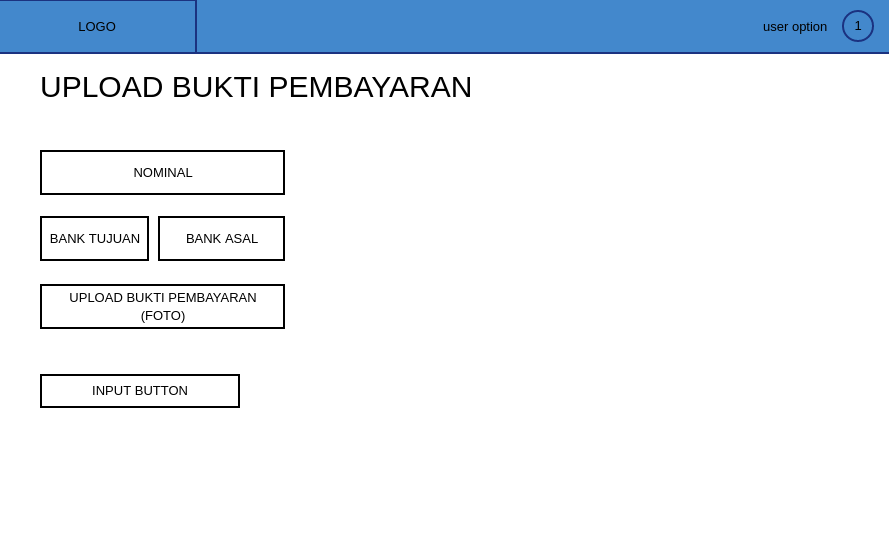 LOGO
user option
1
UPLOAD BUKTI PEMBAYARAN
NOMINAL
BANK TUJUAN
BANK ASAL
UPLOAD BUKTI PEMBAYARAN
(FOTO)
INPUT BUTTON